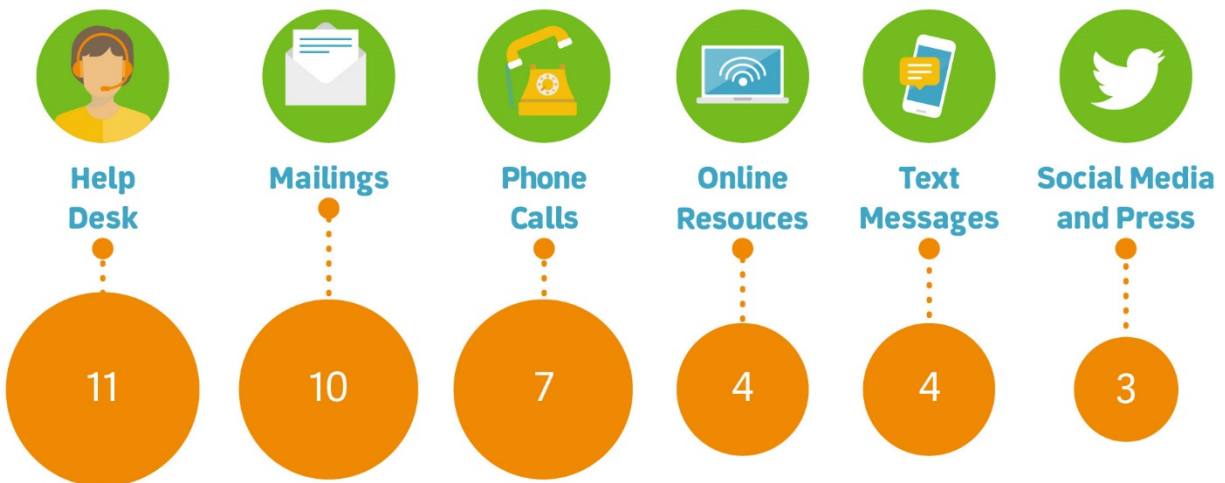 Help
Desk
Mailings
Phone
Calls
Online
Resouces
Text
Messages
Social Media
and Press
11
10
7
4
4
3